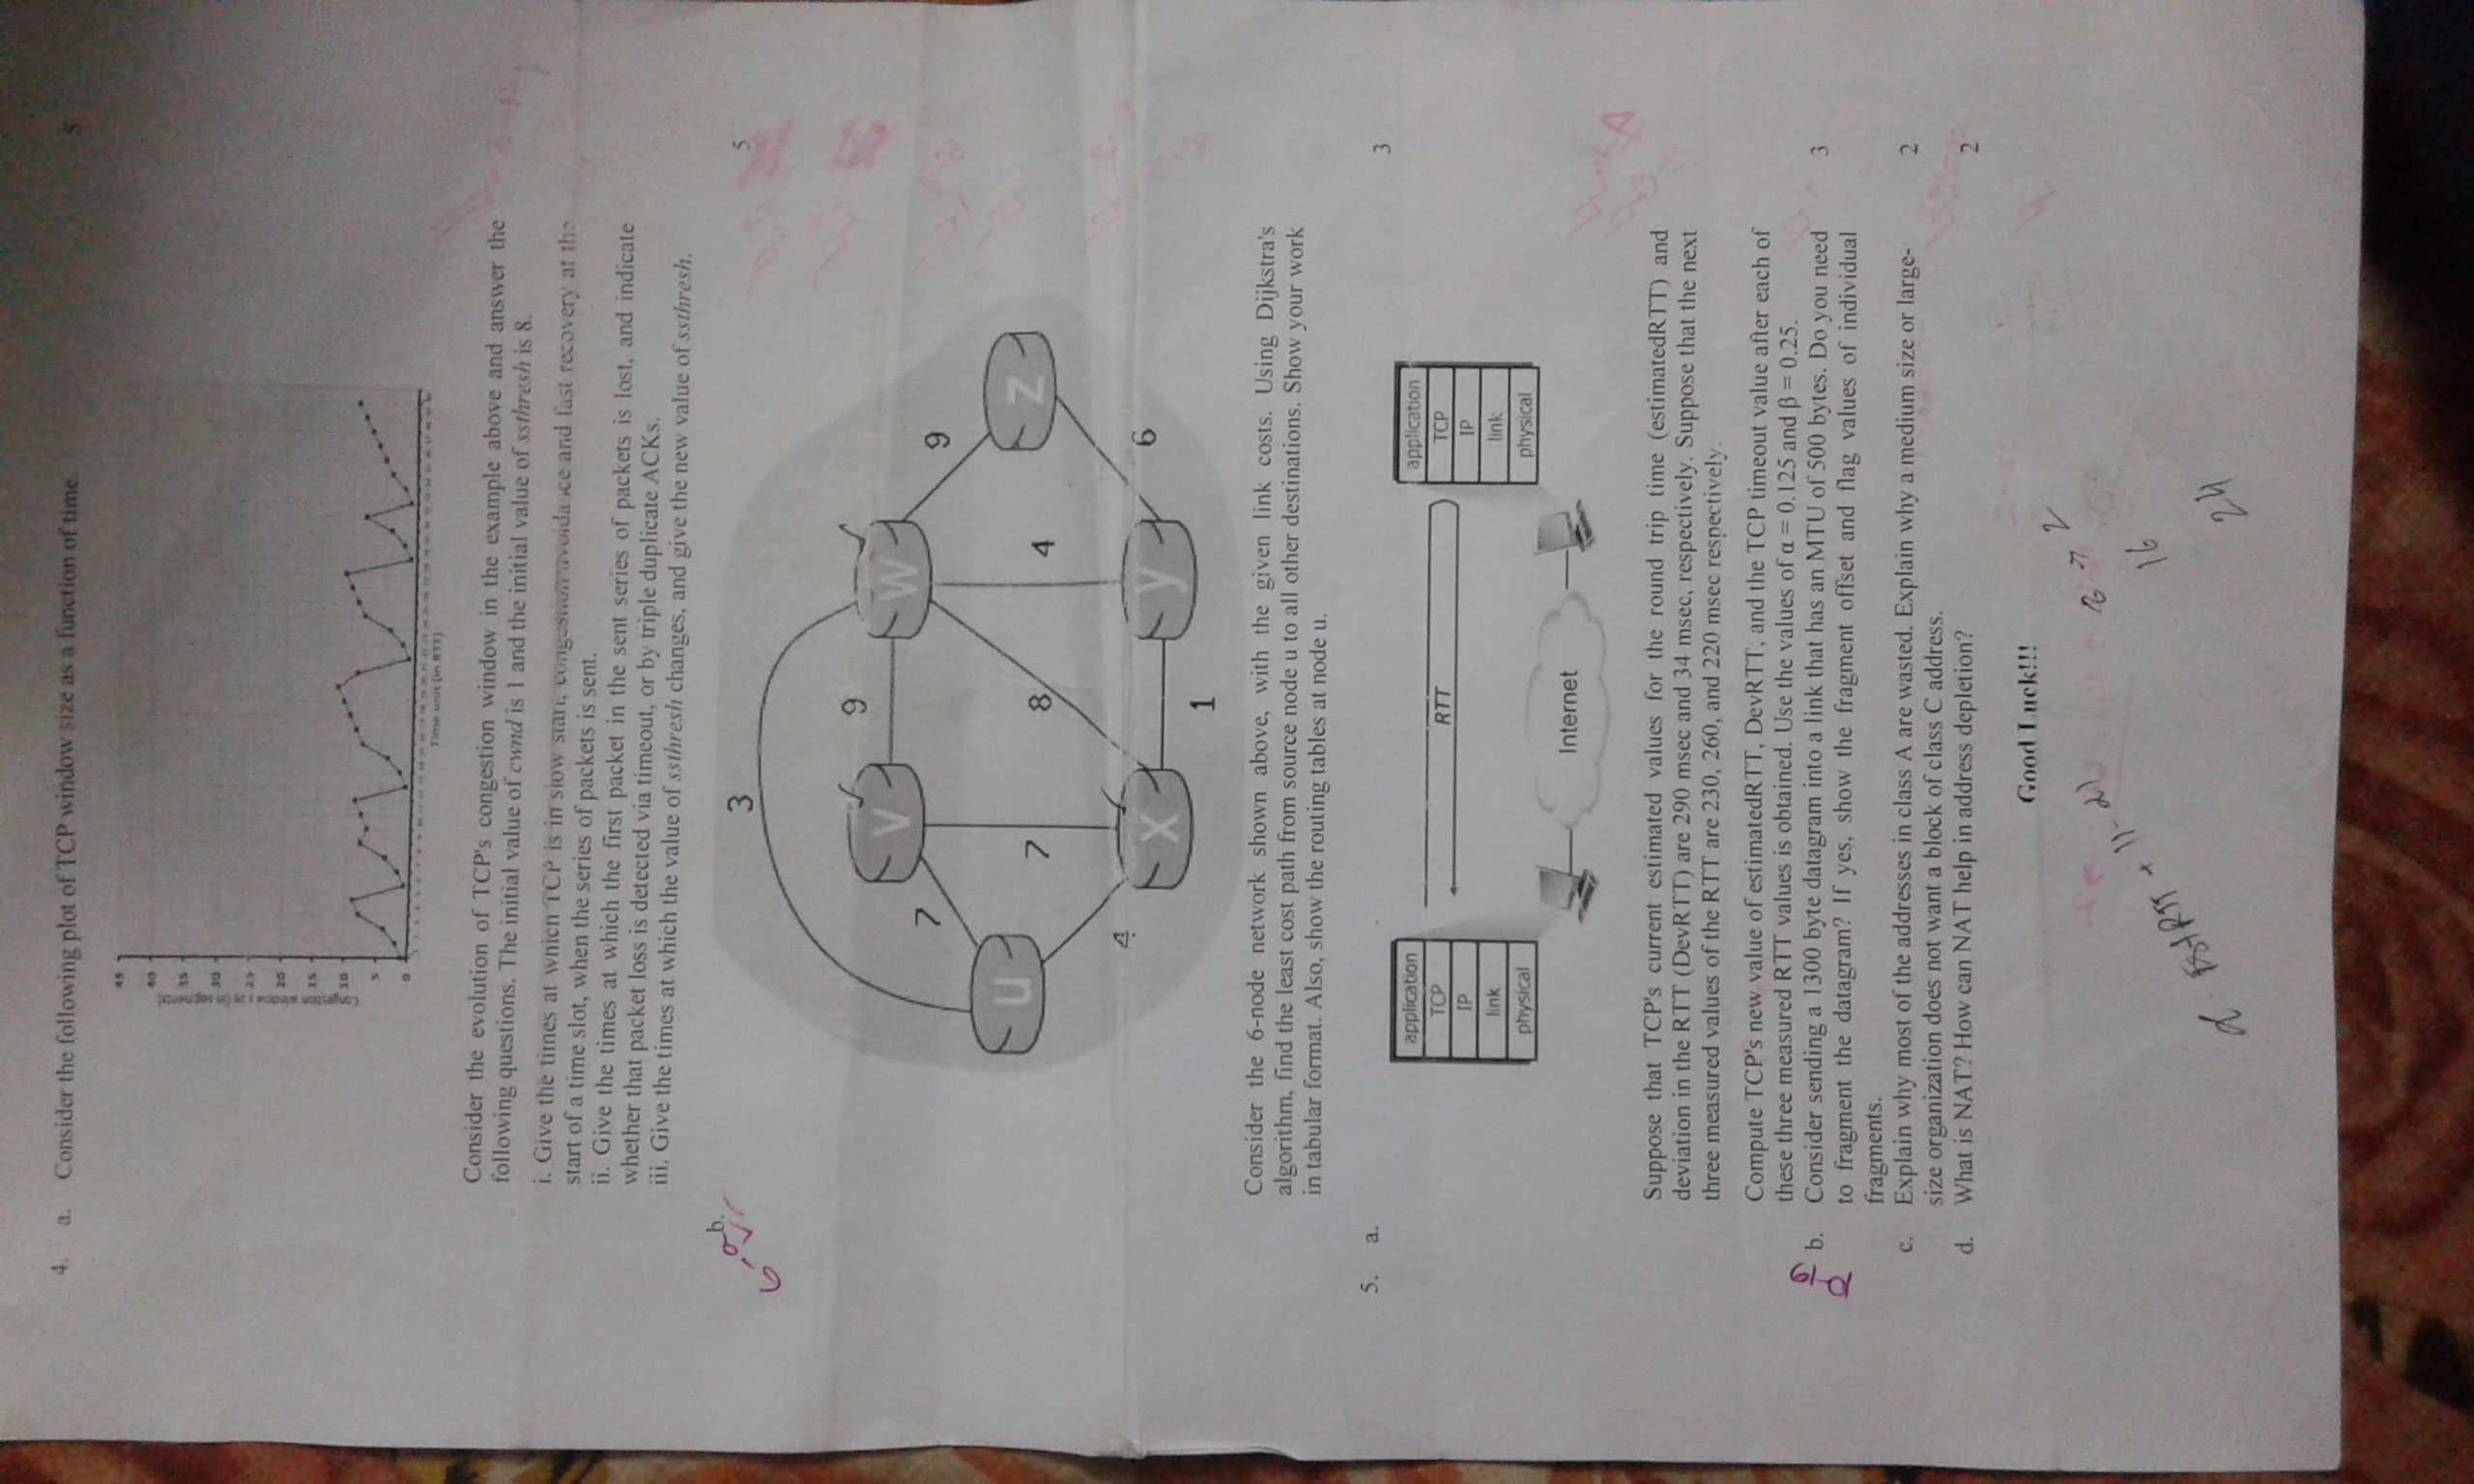 4. a. Consider the following plot of TCP window size as a function of time.
45
40
35
30
25
20
15
10
5
0
Congestion window size (in segments)
Time unit (in RTT)
Consider the evolution of TCP's congestion window in the example above and answer the
following questions. The initial value of cwnd is 1 and the initial value of ssthresh is 8.
i. Give the times at which TCP is in slow start, congestion avoidance and fast recovery at the
start of a time slot, when the series of packets is sent.
ii. Give the times at which the first packet in the sent series of packets is lost, and indicate
whether that packet loss is detected via timeout, or by triple duplicate ACKs.
iii. Give the times at which the value of ssthresh changes, and give the new value of ssthresh.
6-a
b. 5
3
v
9
w
7
9
u
7
8
4
z
4
x
y
6
1
Consider the 6-node network shown above, with the given link costs. Using Dijkstra's
algorithm, find the least cost path from source node u to all other destinations. Show your work
in tabular format. Also, show the routing tables at node u.
5. a. 3
application
TCP
IP
link
physical
RTT
application
TCP
IP
link
physical
Internet
Suppose that TCP's current estimated values for the round trip time (estimatedRTT) and
deviation in the RTT (DevRTT) are 290 msec and 34 msec, respectively. Suppose that the next
three measured values of the RTT are 230, 260, and 220 msec respectively.
Compute TCP's new value of estimatedRTT, DevRTT, and the TCP timeout value after each of
these three measured RTT values is obtained. Use the values of α = 0.125 and β = 0.25.
b. Consider sending a 1300 byte datagram into a link that has an MTU of 500 bytes. Do you need 3
to fragment the datagram? If yes, show the fragment offset and flag values of individual
fragments.
c. Explain why most of the addresses in class A are wasted. Explain why a medium size or large- 2
size organization does not want a block of class C address.
d. What is NAT? How can NAT help in address depletion? 2
Good Luck!!!
α EstRTT + 1-α)
2
16
24